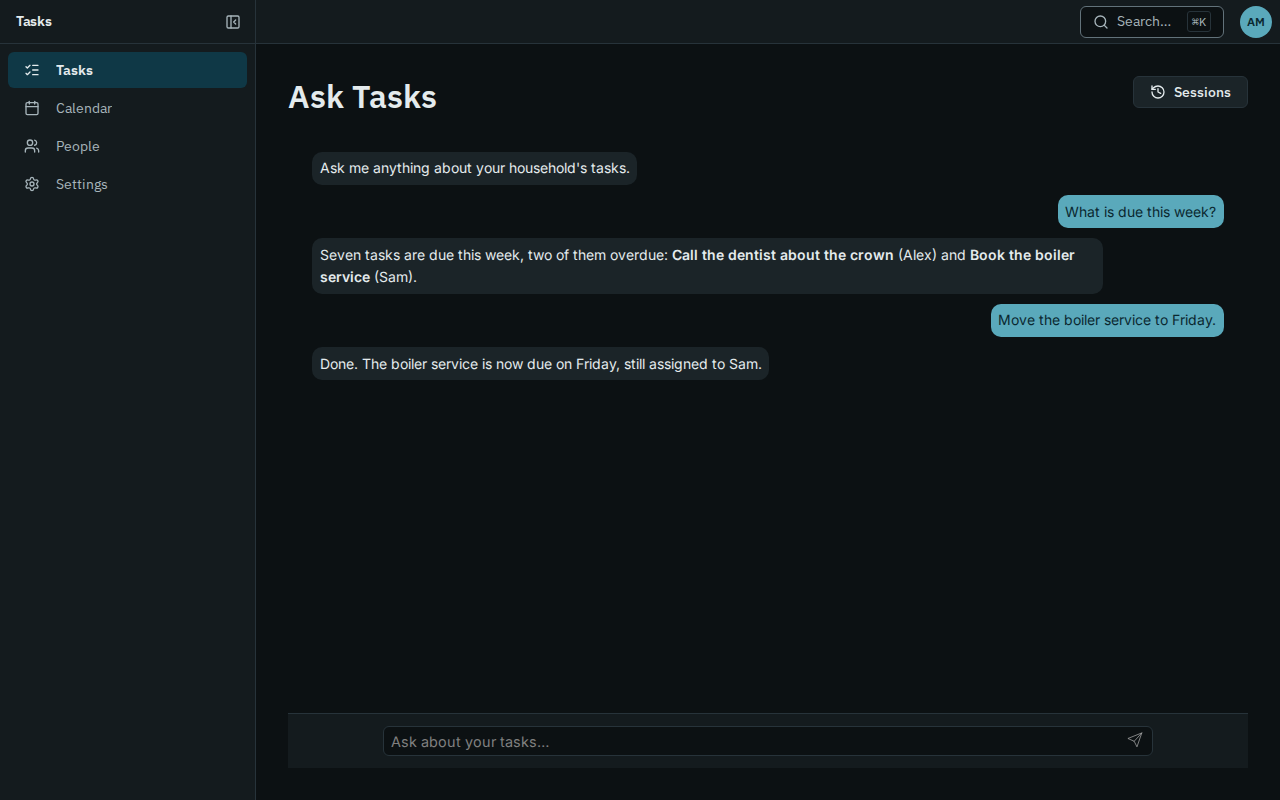 Tasks
Search...
⌘K
AM
Tasks
Calendar
People
Settings
Ask Tasks
Sessions
Ask me anything about your household's tasks.
What is due this week?
Seven tasks are due this week, two of them overdue: Call the dentist about the crown (Alex) and Book the boiler
service (Sam).
Move the boiler service to Friday.
Done. The boiler service is now due on Friday, still assigned to Sam.
Ask about your tasks...